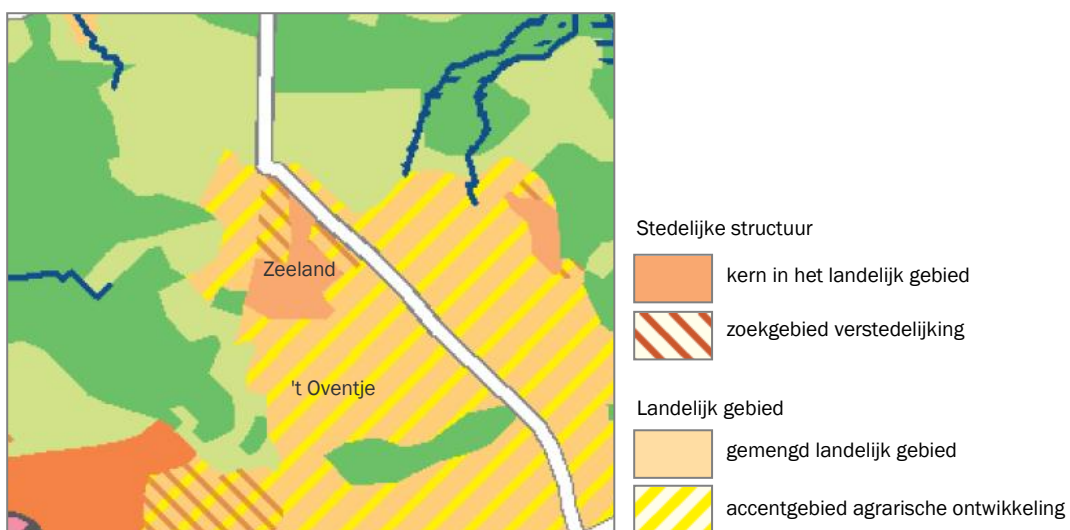 Zeeland
't Oventje
Stedelijke structuur
kern in het landelijk gebied
zoekgebied verstedelijking
Landelijk gebied
gemengd landelijk gebied
accentgebied agrarische ontwikkeling